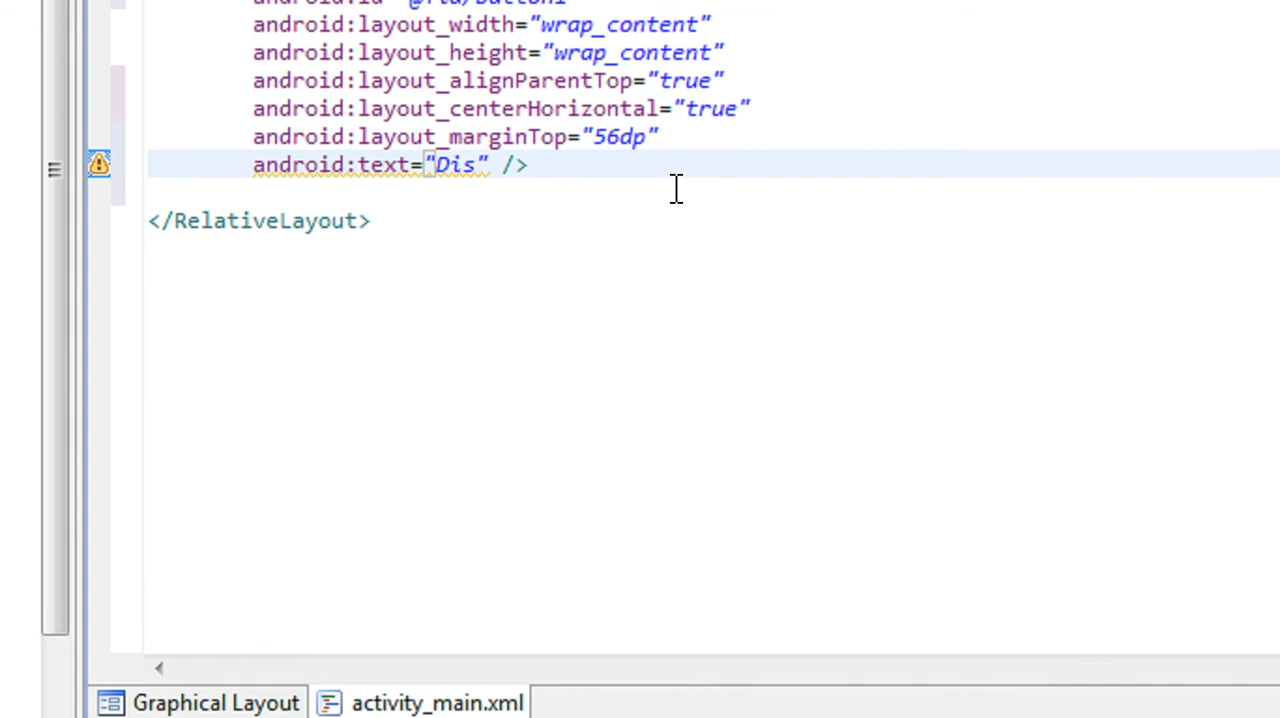 android:layout_width="wrap_content"
android:layout_height="wrap_content"
android:layout_alignParentTop="true"
android:layout_centerHorizontal="true"
android:layout_marginTop="56dp"
android:text="Dis" />
</RelativeLayout>
Graphical Layout
activity_main.xml